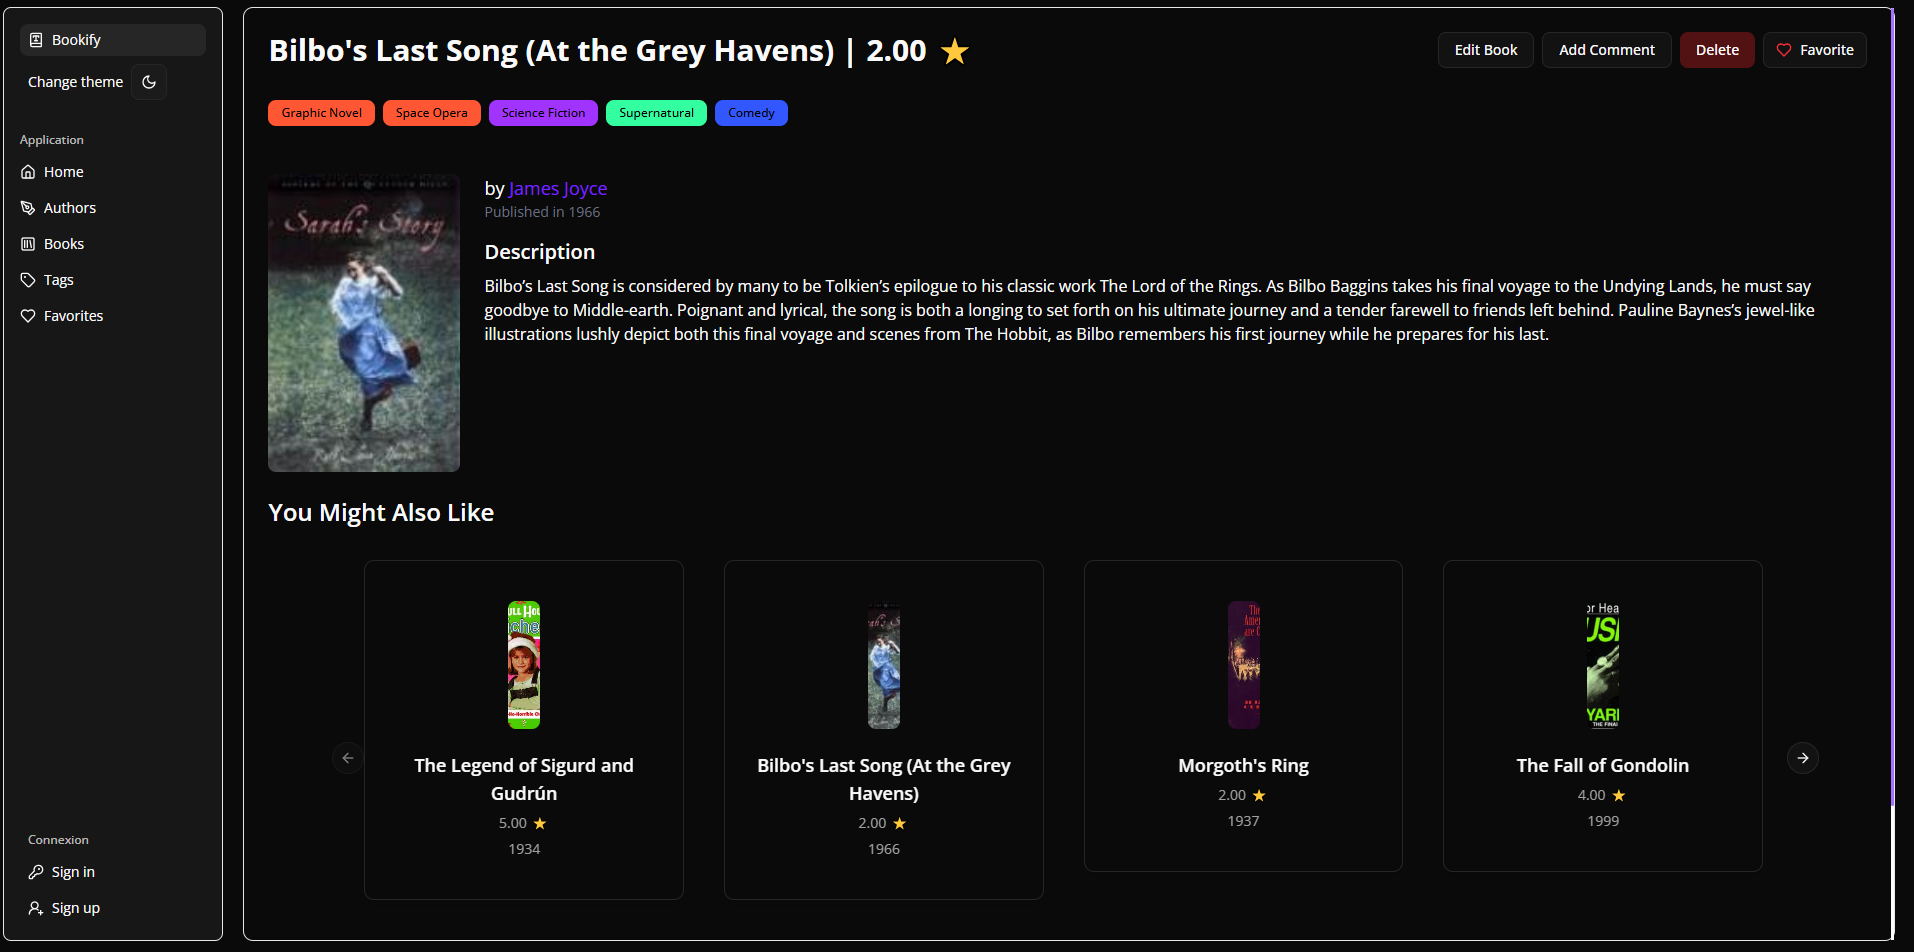 Bookify
Change theme
Application
Home
Authors
Books
Tags
Favorites
Connexion
Sign in
Sign up
Bilbo's Last Song (At the Grey Havens) | 2.00
Edit Book
Add Comment
Delete
Favorite
Graphic Novel
Space Opera
Science Fiction
Supernatural
Comedy
Sarah's Story
by James Joyce
Published in 1966
Description
Bilbo’s Last Song is considered by many to be Tolkien’s epilogue to his classic work The Lord of the Rings. As Bilbo Baggins takes his final voyage to the Undying Lands, he must say
goodbye to Middle-earth. Poignant and lyrical, the song is both a longing to set forth on his ultimate journey and a tender farewell to friends left behind. Pauline Baynes’s jewel-like
illustrations lushly depict both this final voyage and scenes from The Hobbit, as Bilbo remembers his first journey while he prepares for his last.
You Might Also Like
The Legend of Sigurd and
Gudrún
5.00
1934
Bilbo's Last Song (At the Grey
Havens)
2.00
1966
Morgoth's Ring
2.00
1937
The Fall of Gondolin
4.00
1999